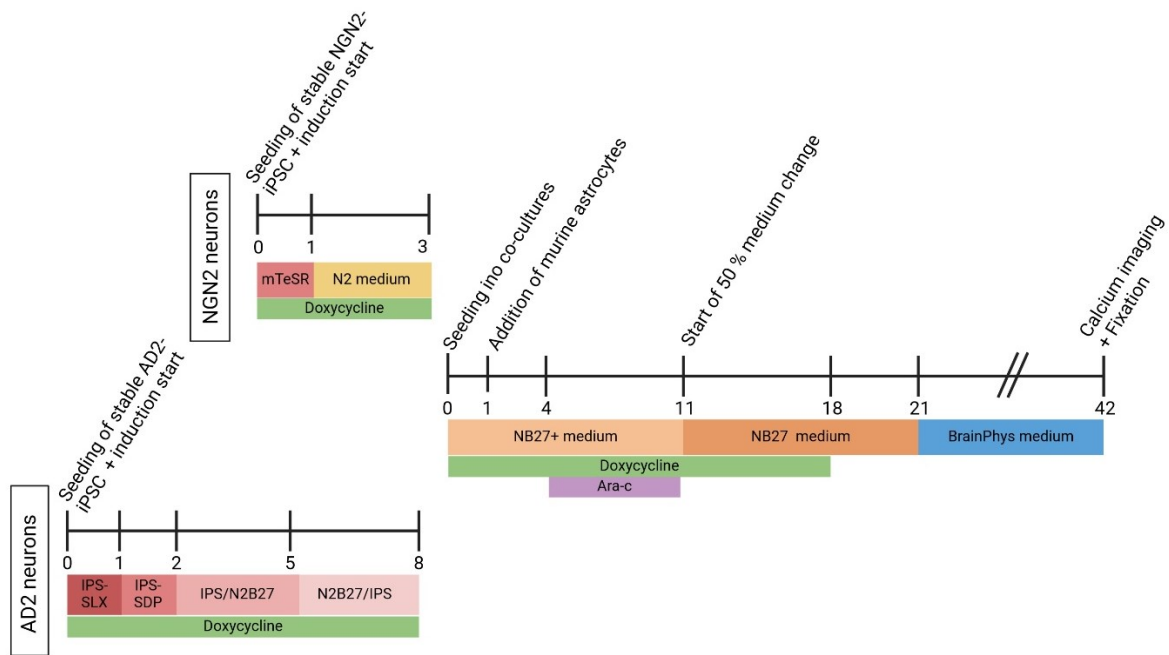 NGN2 neurons
Seeding of stable NGN2-
iPSC + induction start
0 1 3
mTeSR N2 medium
Doxycycline
Seeding ino co-cultures
Addition of murine astrocytes
Start of 50 % medium change
Calcium imaging
+ Fixation
0 1 4 11 18 21 42
NB27+ medium NB27 medium BrainPhys medium
Doxycycline
Ara-c
AD2 neurons
Seeding of stable AD2-
iPSC + induction start
0 1 2 5 8
IPS-
SLX
IPS-
SDP
IPS/N2B27 N2B27/IPS
Doxycycline